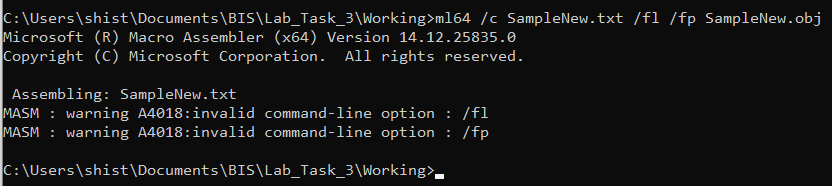 C:\Users\shist\Documents\BIS\Lab_Task_3\Working>ml64 /c SampleNew.txt /fl /fp SampleNew.obj
Microsoft (R) Macro Assembler (x64) Version 14.12.25835.0
Copyright (C) Microsoft Corporation.  All rights reserved.
 Assembling: SampleNew.txt
MASM : warning A4018:invalid command-line option : /fl
MASM : warning A4018:invalid command-line option : /fp
C:\Users\shist\Documents\BIS\Lab_Task_3\Working>